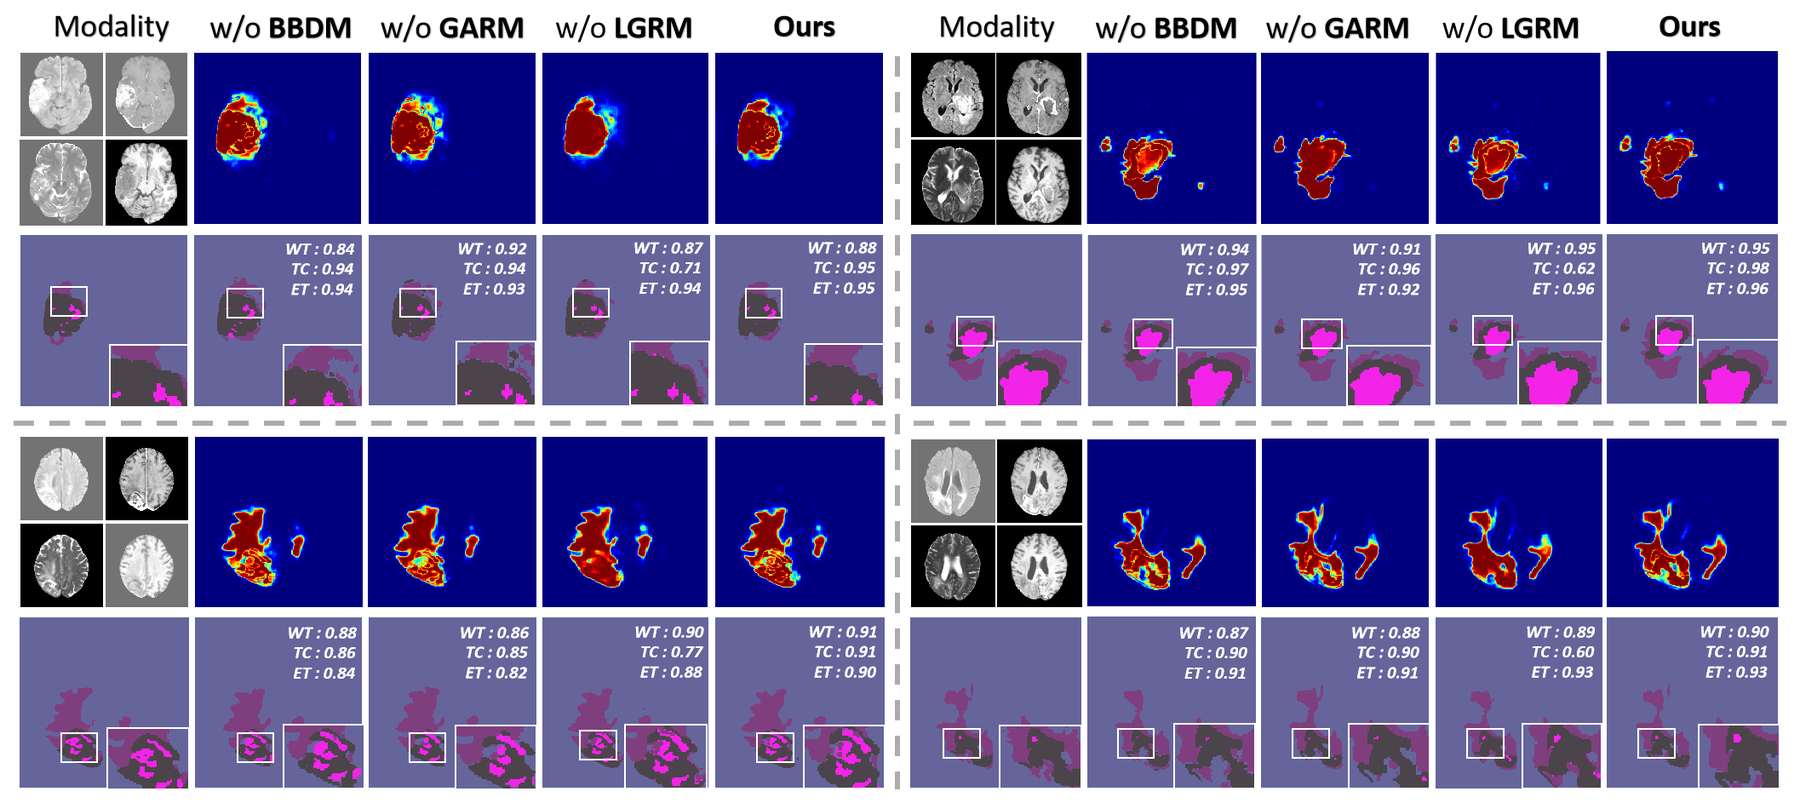 Modality w/o BBDM w/o GARM w/o LGRM Ours
Modality w/o BBDM w/o GARM w/o LGRM Ours
WT : 0.84
TC : 0.94
ET : 0.94
WT : 0.92
TC : 0.94
ET : 0.93
WT : 0.87
TC : 0.71
ET : 0.94
WT : 0.88
TC : 0.95
ET : 0.95
WT : 0.94
TC : 0.97
ET : 0.95
WT : 0.91
TC : 0.96
ET : 0.92
WT : 0.95
TC : 0.62
ET : 0.96
WT : 0.95
TC : 0.98
ET : 0.96
WT : 0.88
TC : 0.86
ET : 0.84
WT : 0.86
TC : 0.85
ET : 0.82
WT : 0.90
TC : 0.77
ET : 0.88
WT : 0.91
TC : 0.91
ET : 0.90
WT : 0.87
TC : 0.90
ET : 0.91
WT : 0.88
TC : 0.90
ET : 0.91
WT : 0.89
TC : 0.60
ET : 0.93
WT : 0.90
TC : 0.91
ET : 0.93